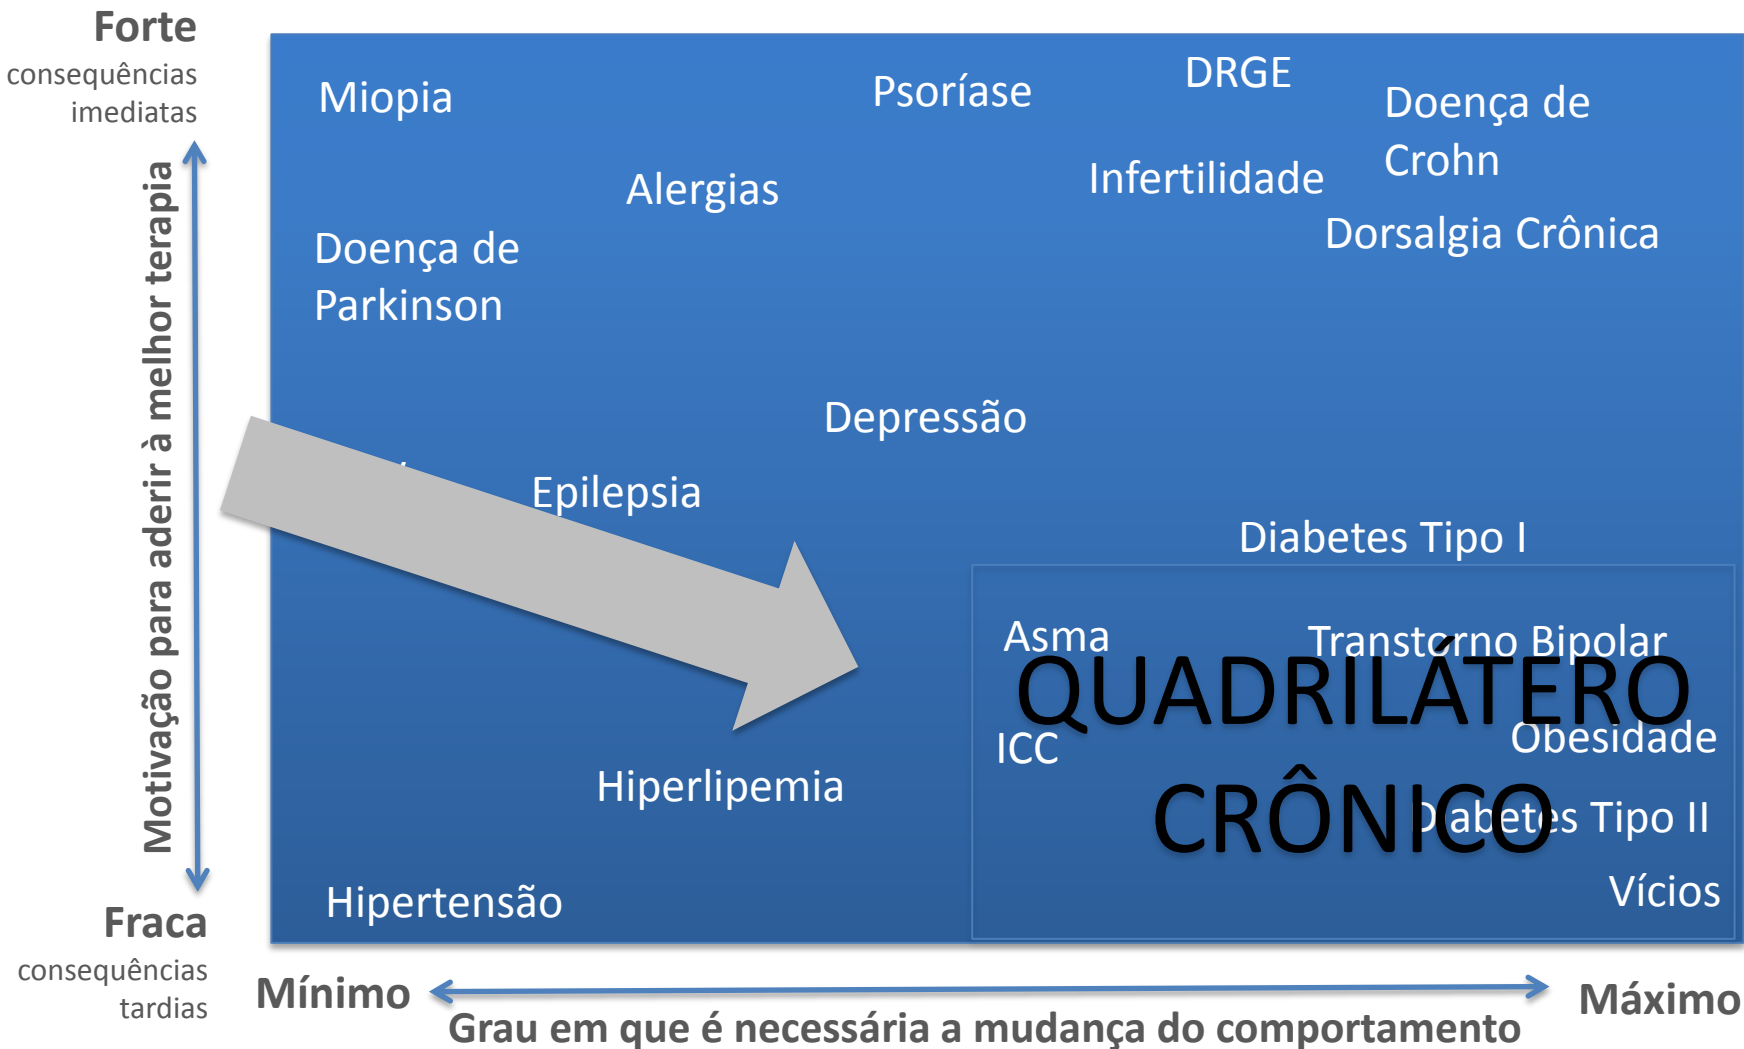 Forte
consequências
imediatas
Motivação para aderir à melhor terapia
Fraca
consequências
tardias
Miopia
Psoríase
DRGE
Doença de
Crohn
Alergias
Infertilidade
Dorsalgia Crônica
Doença de
Parkinson
Depressão
Epilepsia
Diabetes Tipo I
Asma
Transtorno Bipolar
QUADRILÁTERO
ICC
Obesidade
Hiperlipemia
CRÔNICO
Diabetes Tipo II
Vícios
Hipertensão
Mínimo
Máximo
Grau em que é necessária a mudança do comportamento